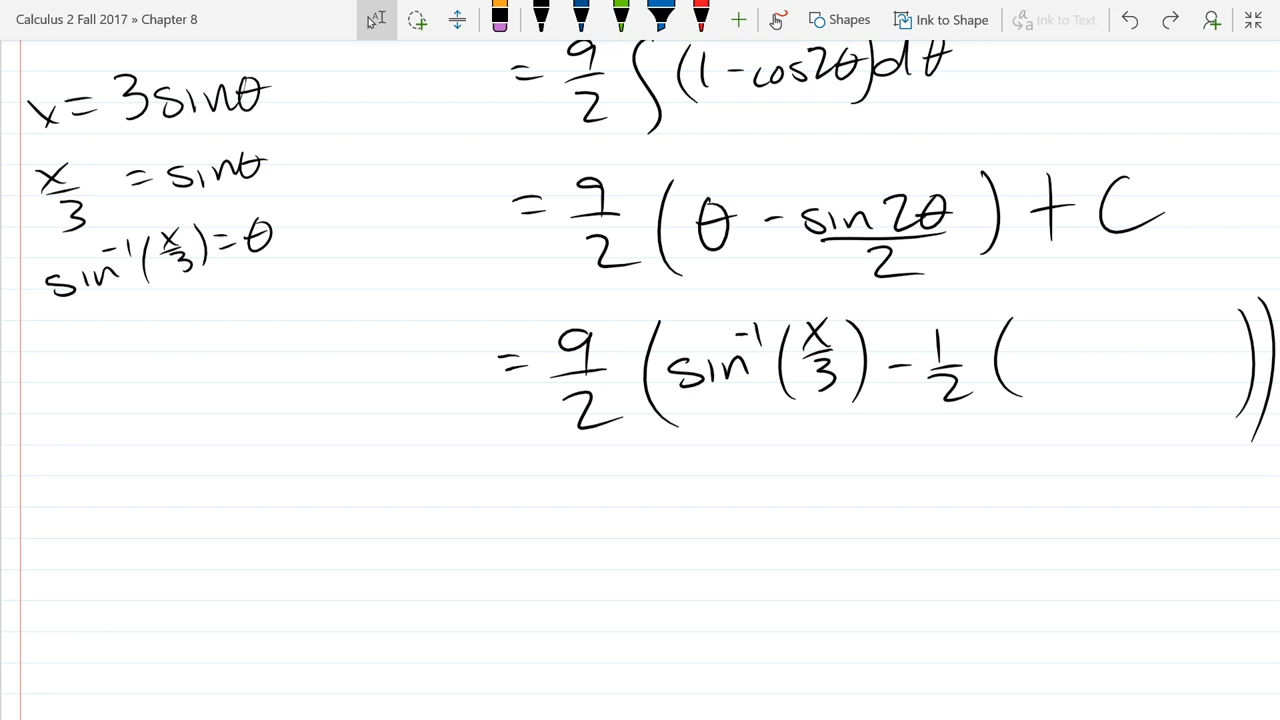 Calculus 2 Fall 2017 » Chapter 8
Shapes
Ink to Shape
Ink to Text
x = 3sinθ
x/3 = sinθ
sin⁻¹(x/3) = θ
= 9/2 ∫(1 - cos2θ)dθ
= 9/2 (θ - sin2θ/2) + C
= 9/2 (sin⁻¹(x/3) - 1/2 ( ))